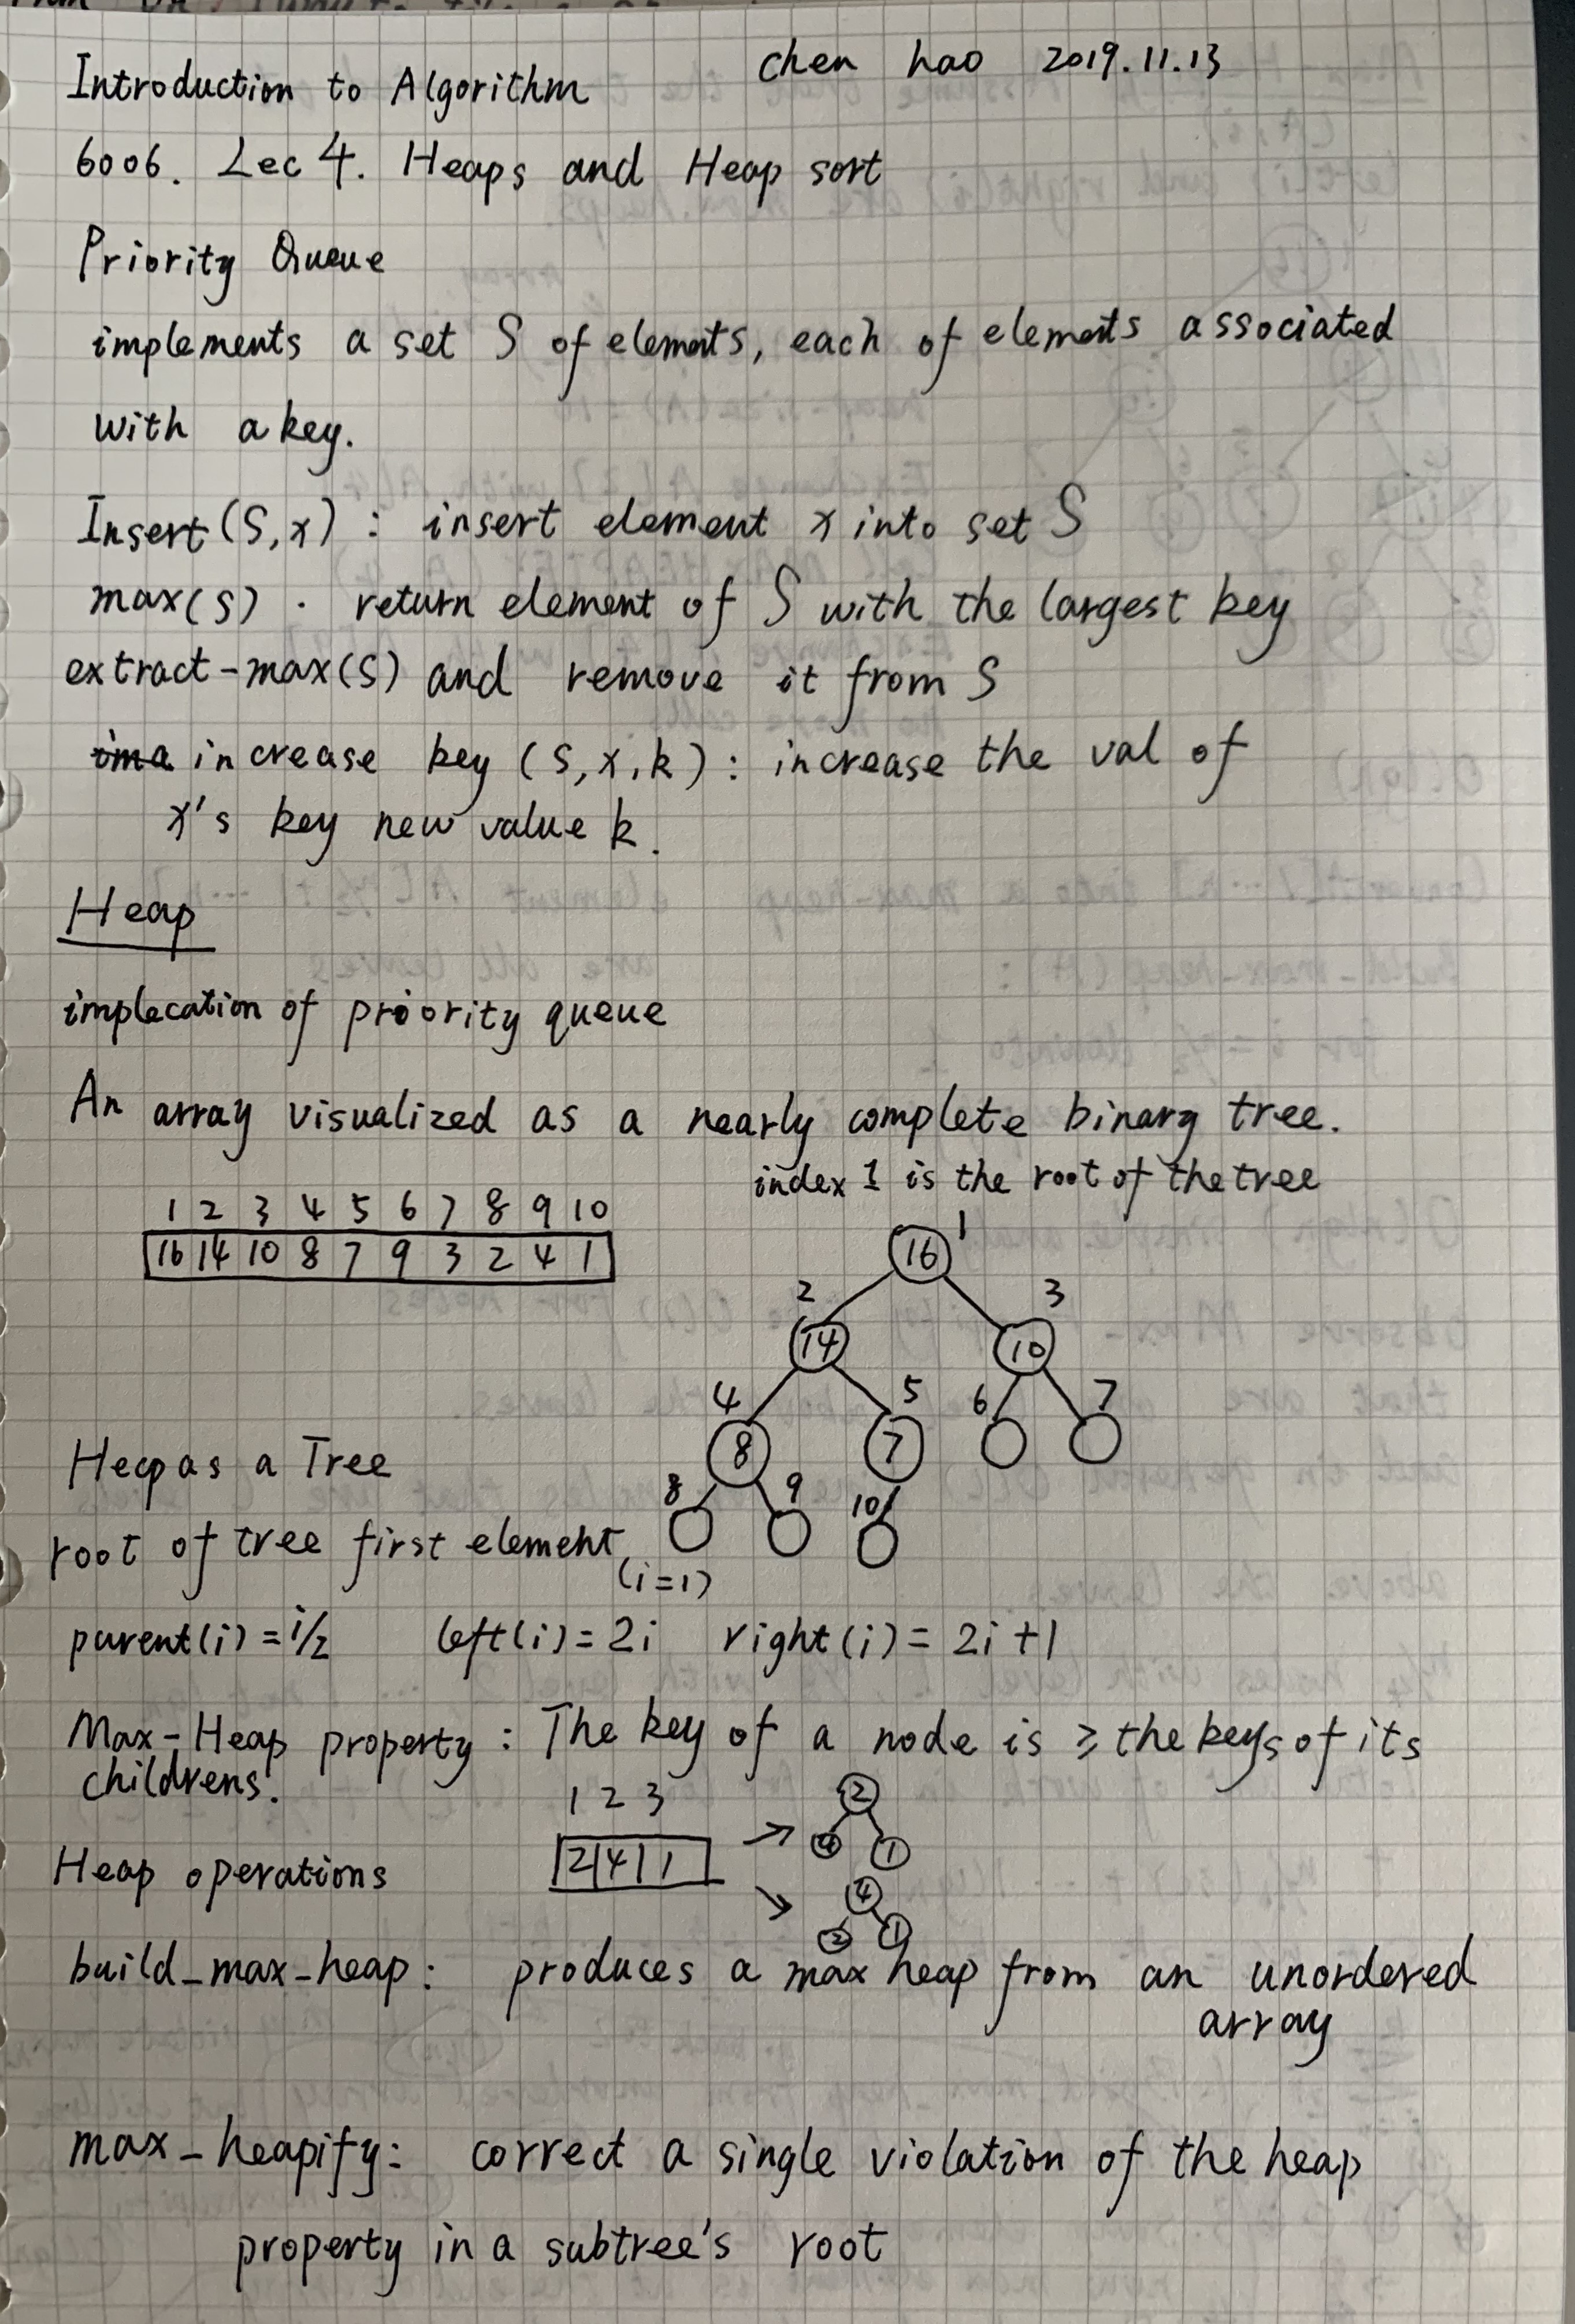 Introduction to Algorithm
chen hao 2019.11.13
6006. Lec 4. Heaps and Heap sort
Priority Queue
implements a set S of elements, each of elements associated
with a key.
Insert (S,x) : insert element x into set S
max(S) . return element of S with the largest key
extract-max(S) and remove it from S
ima increase key (S,x,k) : increase the val of
x's key new value k.
Heap
implecation of priority queue
An array visualized as a nearly complete binary tree.
index 1 is the root of the tree
1 2 3 4 5 6 7 8 9 10
16 14 10 8 7 9 3 2 4 1
1
16
2 3
14 10
4 5 6 7
8 7
8 9 10
Heap as a Tree
root of tree first element
(i=1)
parent(i) = i/2 left(i) = 2i right(i) = 2i+1
Max-Heap property : The key of a node is ≥ the keys of its
childrens.
1 2 3
2 4 1
2
4 1
4
2 1
Heap operations
build_max_heap : produces a max heap from an unordered
array
max_heapify : correct a single violation of the heap
property in a subtree's root